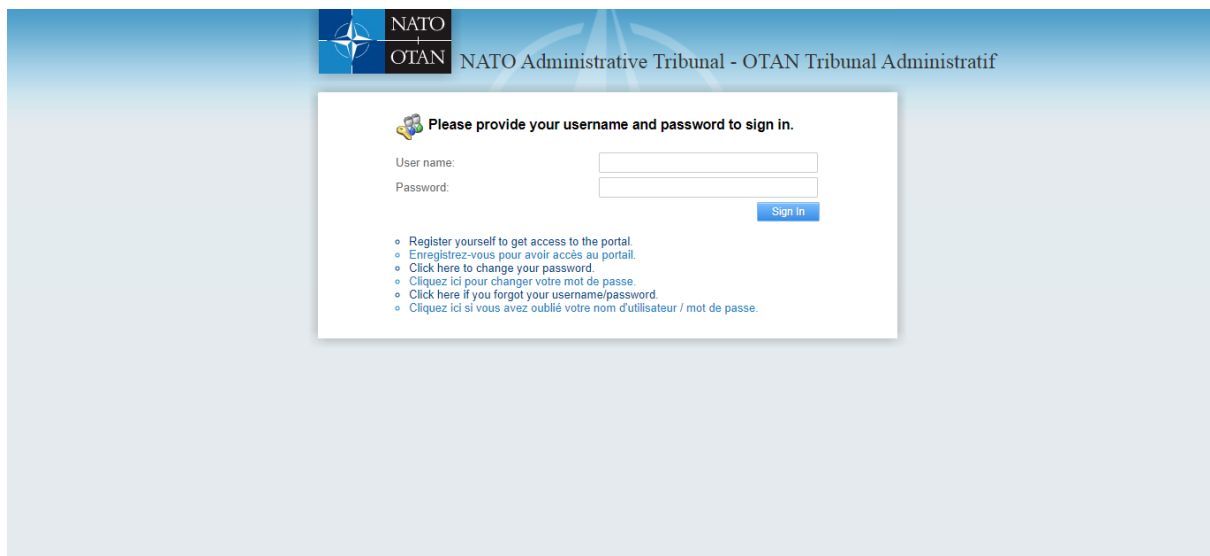 NATO
OTAN
NATO Administrative Tribunal - OTAN Tribunal Administratif
Please provide your username and password to sign in.
User name:
Password:
Sign In
Register yourself to get access to the portal.
Enregistrez-vous pour avoir accès au portail.
Click here to change your password.
Cliquez ici pour changer votre mot de passe.
Click here if you forgot your username/password.
Cliquez ici si vous avez oublié votre nom d'utilisateur / mot de passe.